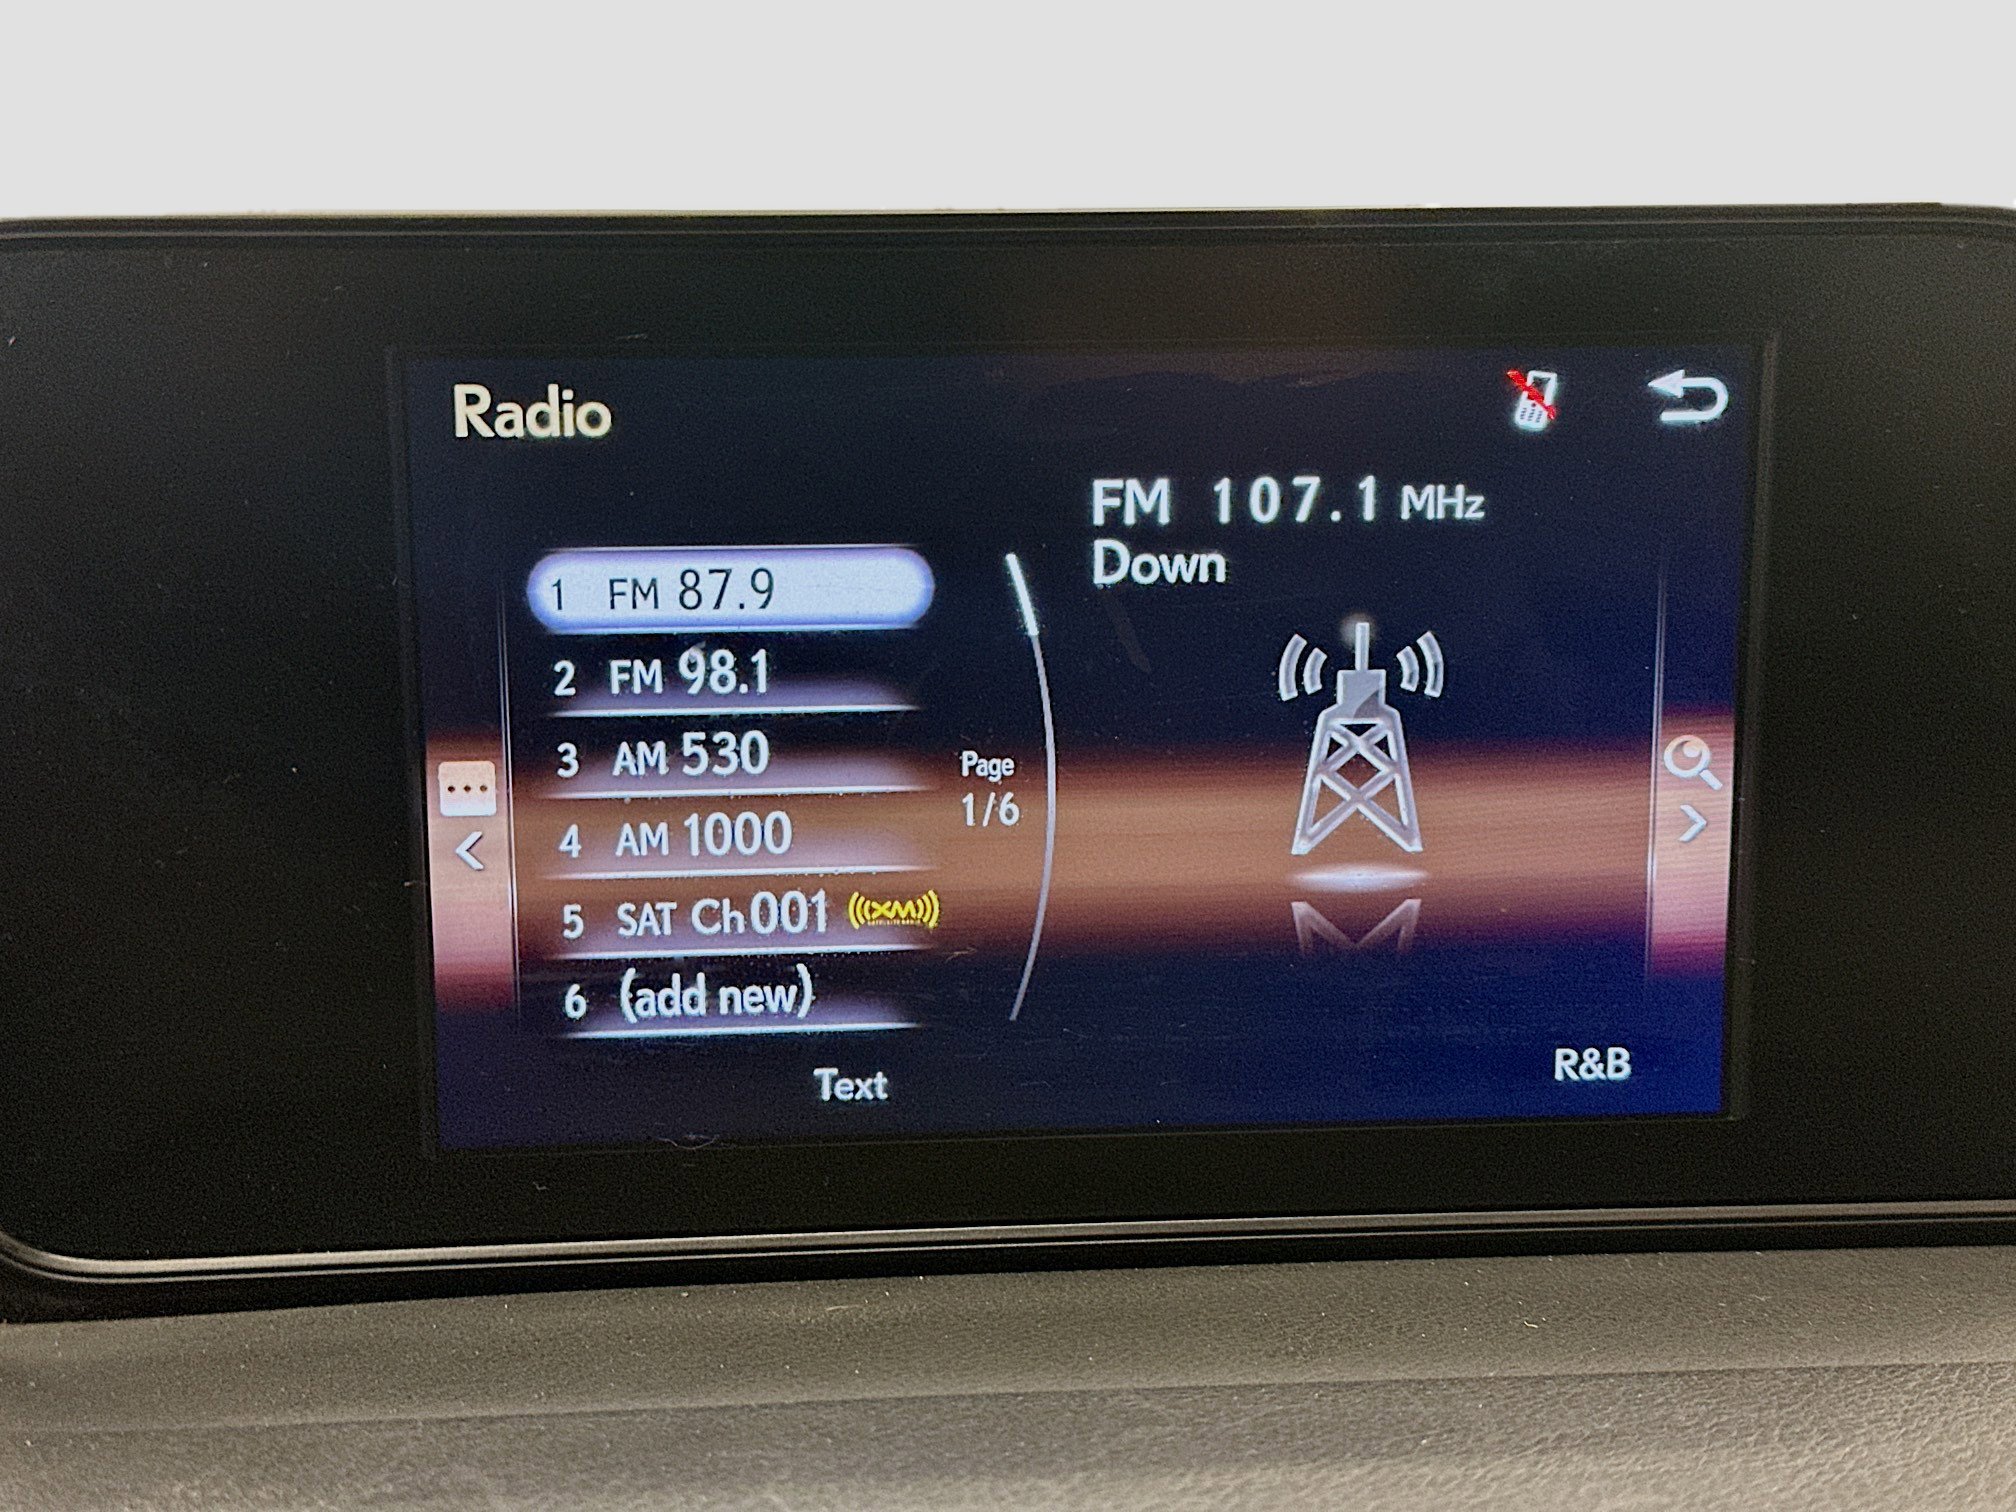 Radio
FM 107.1 MHz
Down
1 FM 87.9
2 FM 98.1
3 AM 530
4 AM 1000
5 SAT Ch001 ((XM))
6 (add new)
Page
1/6
Text
R&B